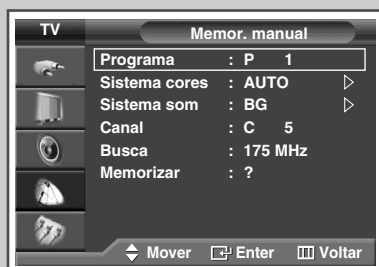 TV
Memor. manual
Programa : P 1
Sistema cores : AUTO
Sistema som : BG
Canal : C 5
Busca : 175 MHz
Memorizar : ?
Mover Enter Voltar